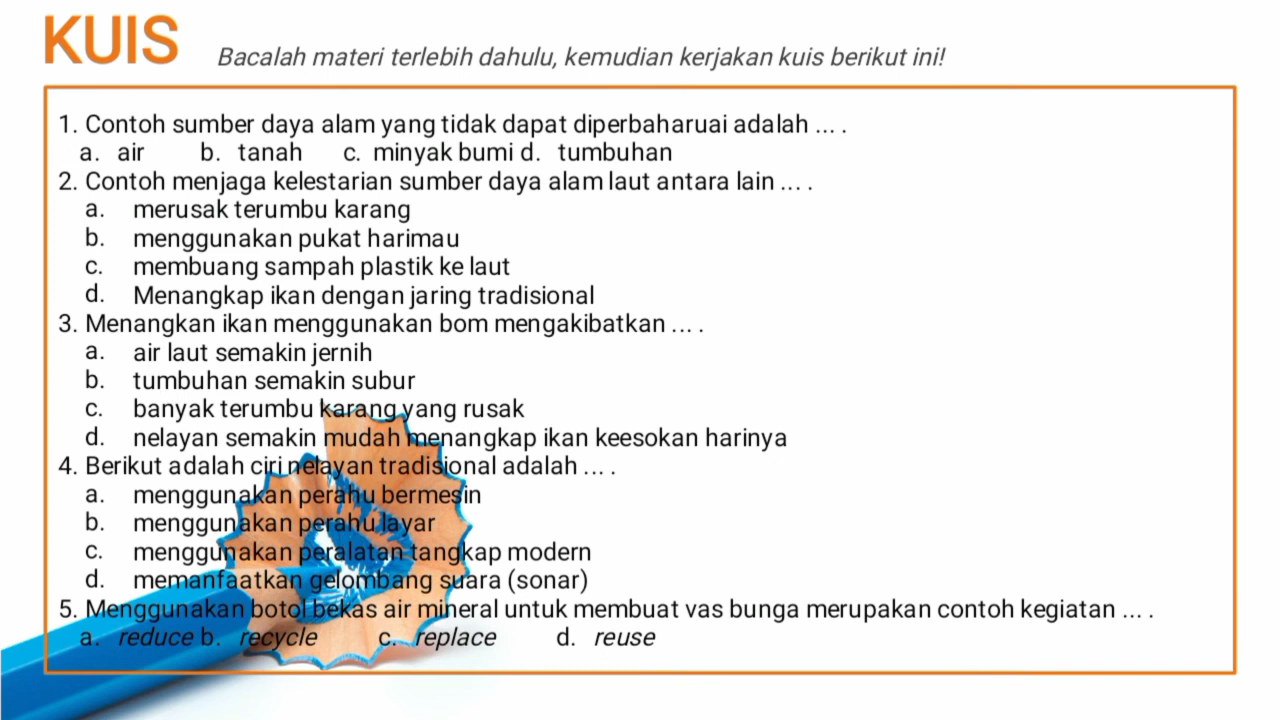 KUIS
Bacalah materi terlebih dahulu, kemudian kerjakan kuis berikut ini!
1. Contoh sumber daya alam yang tidak dapat diperbaharuai adalah ... .
a. air b. tanah c. minyak bumi d. tumbuhan
2. Contoh menjaga kelestarian sumber daya alam laut antara lain ... .
a. merusak terumbu karang
b. menggunakan pukat harimau
c. membuang sampah plastik ke laut
d. Menangkap ikan dengan jaring tradisional
3. Menangkan ikan menggunakan bom mengakibatkan ... .
a. air laut semakin jernih
b. tumbuhan semakin subur
c. banyak terumbu karang yang rusak
d. nelayan semakin mudah menangkap ikan keesokan harinya
4. Berikut adalah ciri nelayan tradisional adalah ... .
a. menggunakan perahu bermesin
b. menggunakan perahu layar
c. menggunakan peralatan tangkap modern
d. memanfaatkan gelombang suara (sonar)
5. Menggunakan botol bekas air mineral untuk membuat vas bunga merupakan contoh kegiatan ... .
a. reduce b. recycle c. replace d. reuse